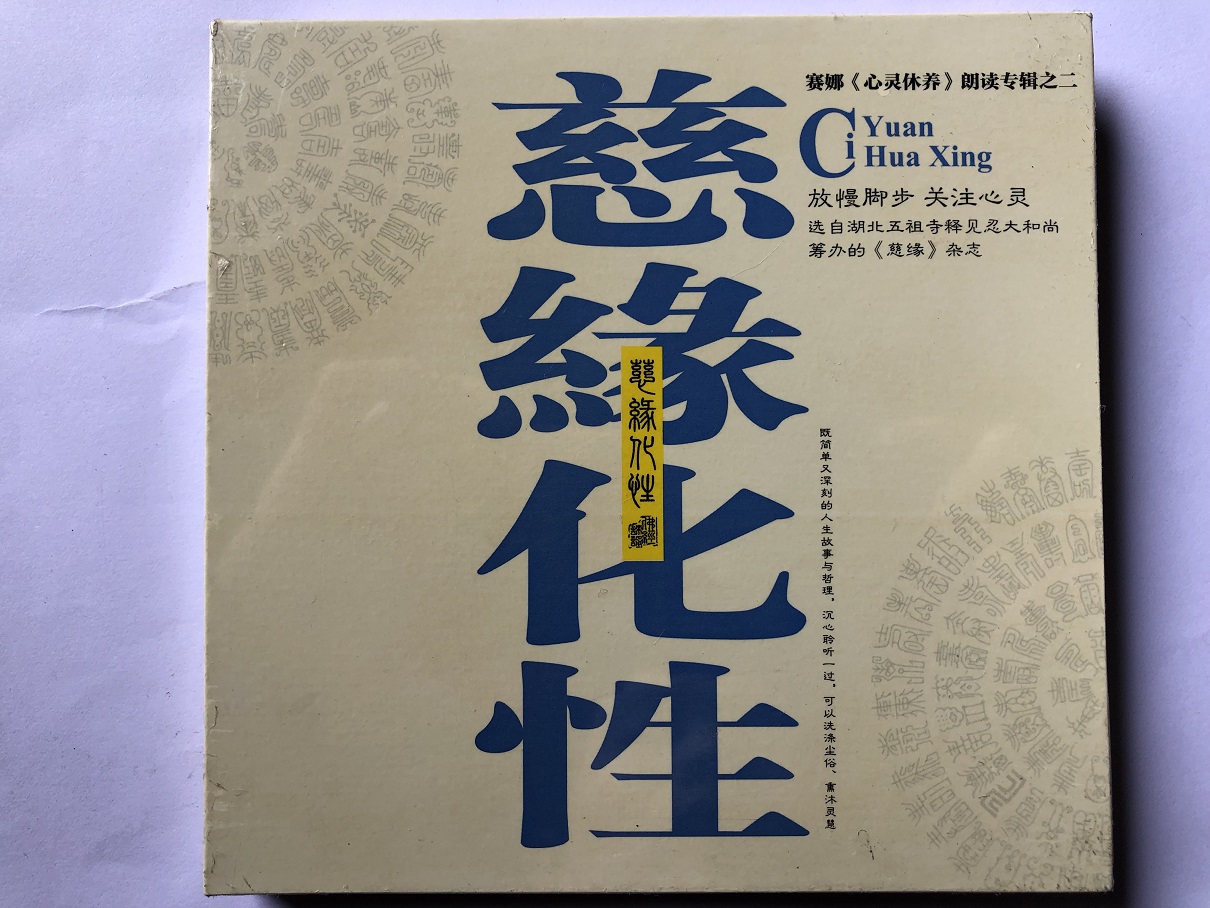 慈緣化性
赛娜《心灵休养》朗读专辑之二
Ci Yuan
Hua Xing
放慢脚步 关注心灵
选自湖北五祖寺释见忍大和尚
筹办的《慈缘》杂志
慈緣化性
既简单又深刻的人生故事与哲理，沉心聆听一过，可以洗涤尘俗、熏沐灵慧